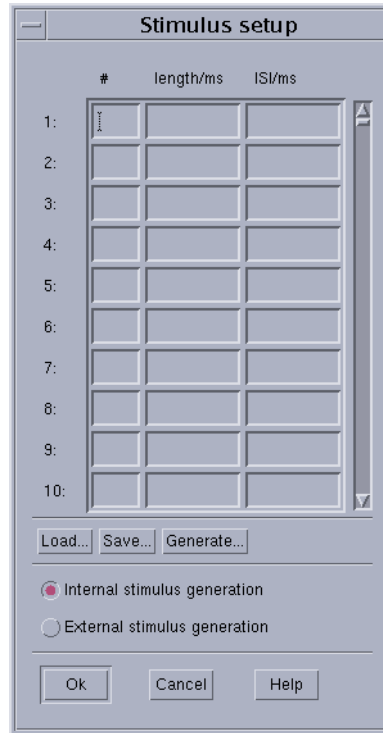 Stimulus setup
# length/ms ISI/ms
1:
2:
3:
4:
5:
6:
7:
8:
9:
10:
Load... Save... Generate...
Internal stimulus generation
External stimulus generation
Ok Cancel Help